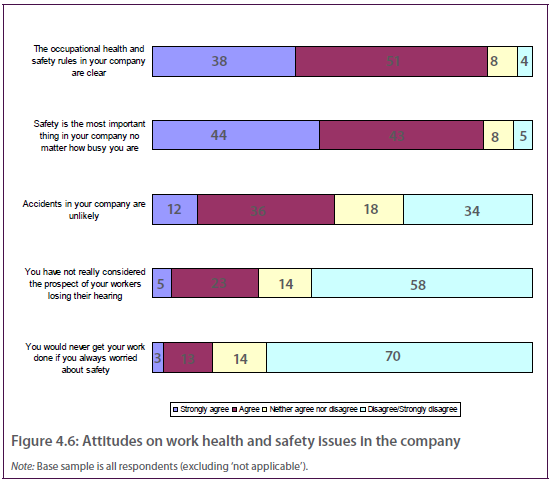 The occupational health and
safety rules in your company
are clear
38 51 8 4
Safety is the most important
thing in your company no
matter how busy you are
44 43 8 5
Accidents in your company are
unlikely
12 36 18 34
You have not really considered
the prospect of your workers
losing their hearing
5 23 14 58
You would never get your work
done if you always worried
about safety
3 13 14 70
Strongly agree Agree Neither agree nor disagree Disagree/Strongly disagree
Figure 4.6: Attitudes on work health and safety issues in the company
Note: Base sample is all respondents (excluding 'not applicable').